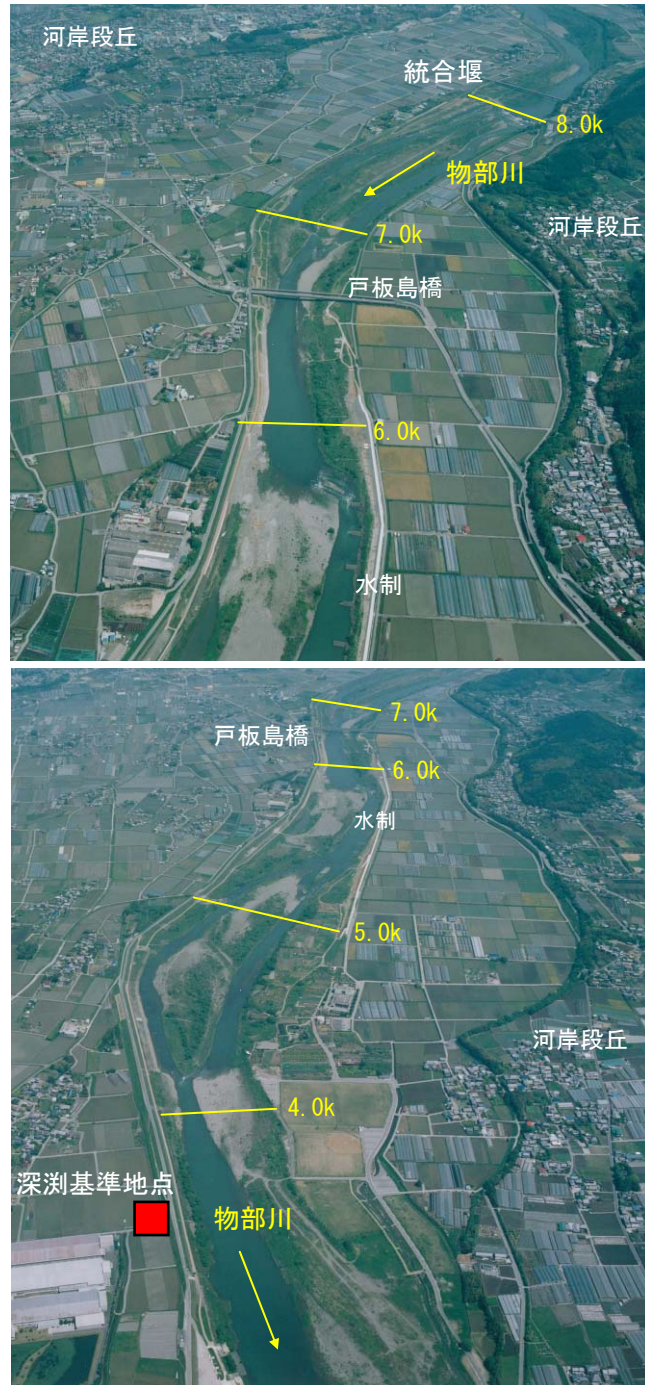 河岸段丘
統合堰
8.0k
物部川
7.0k
河岸段丘
戸板島橋
6.0k
水制
7.0k
戸板島橋
6.0k
水制
5.0k
河岸段丘
4.0k
深渕基準地点
物部川